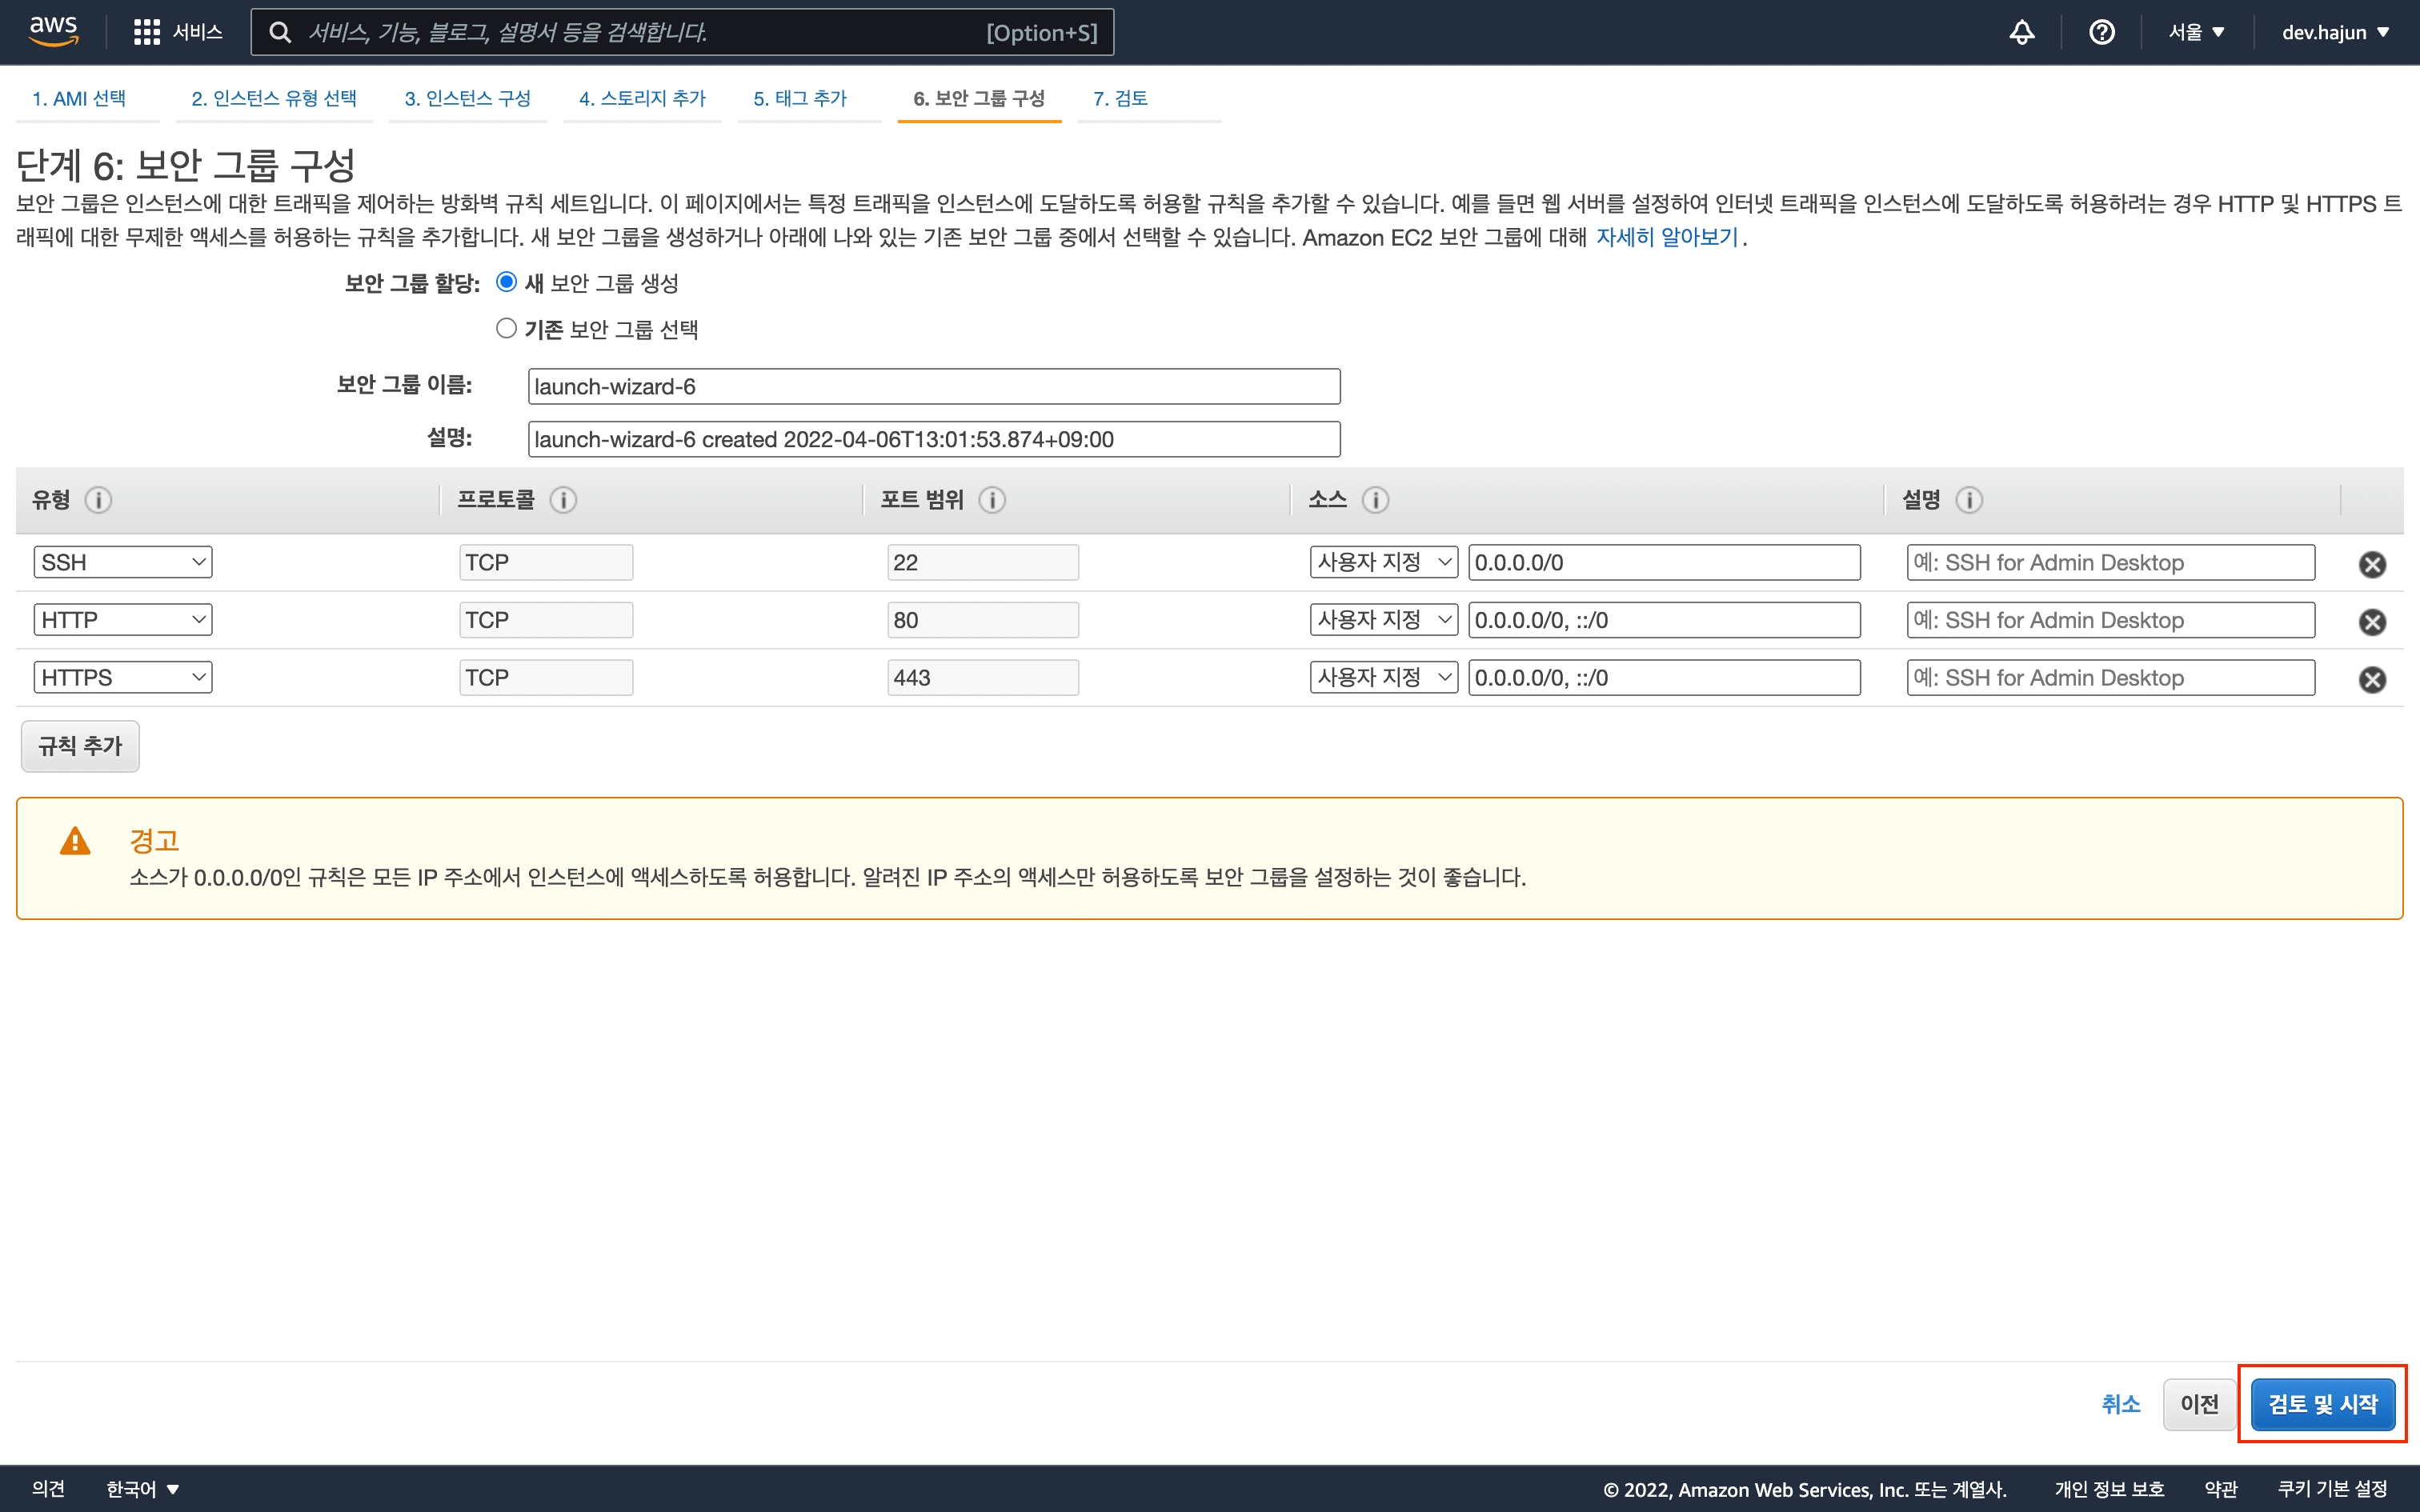 aws
서비스
서비스, 기능, 블로그, 설명서 등을 검색합니다.
[Option+S]
서울 ▼
dev.hajun ▼
1. AMI 선택
2. 인스턴스 유형 선택
3. 인스턴스 구성
4. 스토리지 추가
5. 태그 추가
6. 보안 그룹 구성
7. 검토
단계 6: 보안 그룹 구성
보안 그룹은 인스턴스에 대한 트래픽을 제어하는 방화벽 규칙 세트입니다. 이 페이지에서는 특정 트래픽을 인스턴스에 도달하도록 허용할 규칙을 추가할 수 있습니다. 예를 들면 웹 서버를 설정하여 인터넷 트래픽을 인스턴스에 도달하도록 허용하려는 경우 HTTP 및 HTTPS 트
래픽에 대한 무제한 액세스를 허용하는 규칙을 추가합니다. 새 보안 그룹을 생성하거나 아래에 나와 있는 기존 보안 그룹 중에서 선택할 수 있습니다. Amazon EC2 보안 그룹에 대해 자세히 알아보기.
보안 그룹 할당: 새 보안 그룹 생성
기존 보안 그룹 선택
보안 그룹 이름: launch-wizard-6
설명: launch-wizard-6 created 2022-04-06T13:01:53.874+09:00
유형 프로토콜 포트 범위 소스 설명
SSH TCP 22 사용자 지정 0.0.0.0/0 예: SSH for Admin Desktop
HTTP TCP 80 사용자 지정 0.0.0.0/0, ::/0 예: SSH for Admin Desktop
HTTPS TCP 443 사용자 지정 0.0.0.0/0, ::/0 예: SSH for Admin Desktop
규칙 추가
경고
소스가 0.0.0.0/0인 규칙은 모든 IP 주소에서 인스턴스에 액세스하도록 허용합니다. 알려진 IP 주소의 액세스만 허용하도록 보안 그룹을 설정하는 것이 좋습니다.
취소
이전
검토 및 시작
의견
한국어 ▼
© 2022, Amazon Web Services, Inc. 또는 계열사.
개인 정보 보호
약관
쿠키 기본 설정